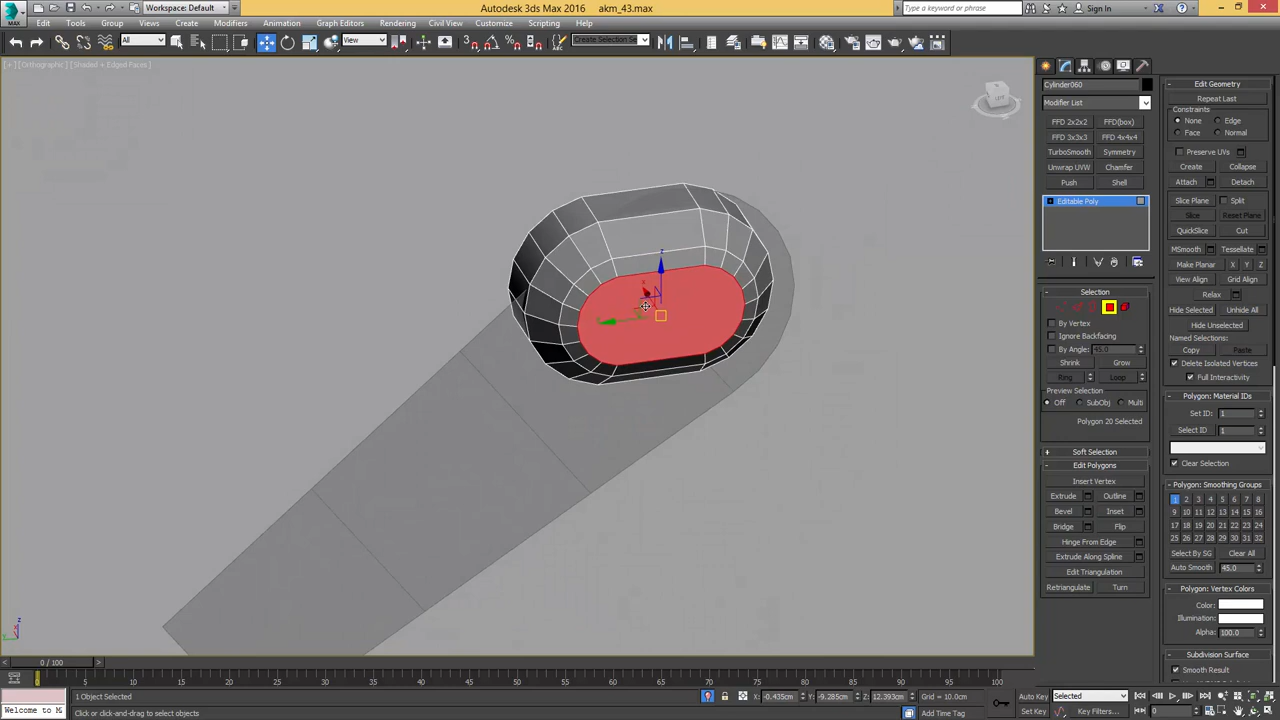 MAX
Workspace: Default
Autodesk 3ds Max 2016 akm_43.max
Type a keyword or phrase
Sign In
Edit Tools Group Views Create Modifiers Animation Graph Editors Rendering Civil View Customize Scripting Help
All
View
Create Selection Se
[+] [Orthographic] [Shaded + Edged Faces]
Cylinder060
Modifier List
FFD 2x2x2 FFD(box)
FFD 3x3x3 FFD 4x4x4
TurboSmooth Symmetry
Unwrap UVW Chamfer
Push Shell
Editable Poly
Selection
By Vertex
Ignore Backfacing
By Angle: 45.0
Shrink Grow
Ring Loop
Preview Selection
Off SubObj Multi
Polygon 20 Selected
Soft Selection
Edit Polygons
Insert Vertex
Extrude Outline
Bevel Inset
Bridge Flip
Hinge From Edge
Extrude Along Spline
Edit Triangulation
Retriangulate Turn
Edit Geometry
Repeat Last
Constraints
None Edge
Face Normal
Preserve UVs
Create Collapse
Attach Detach
Slice Plane Split
Slice Reset Plane
QuickSlice Cut
MSmooth Tessellate
Make Planar X Y Z
View Align Grid Align
Relax
Hide Selected Unhide All
Hide Unselected
Named Selections:
Copy Paste
Delete Isolated Vertices
Full Interactivity
Polygon: Material IDs
Set ID: 1
Select ID 1
Clear Selection
Polygon: Smoothing Groups
1 2 3 4 5 6 7 8
9 10 11 12 13 14 15 16
17 18 19 20 21 22 23 24
25 26 27 28 29 30 31 32
Select By SG Clear All
Auto Smooth 45.0
Polygon: Vertex Colors
Color:
Illumination:
Alpha: 100.0
Subdivision Surface
Smooth Result
0 / 100
0 5 10 15 20 25 30 35 40 45 50 55 60 65 70 75 80 85 90 95 100
1 Object Selected
X: -0.435cm Y: -9.285cm Z: 12.393cm Grid = 10.0cm
Auto Key Selected
Welcome to M
Click or click-and-drag to select objects
Add Time Tag
Set Key Key Filters... 0